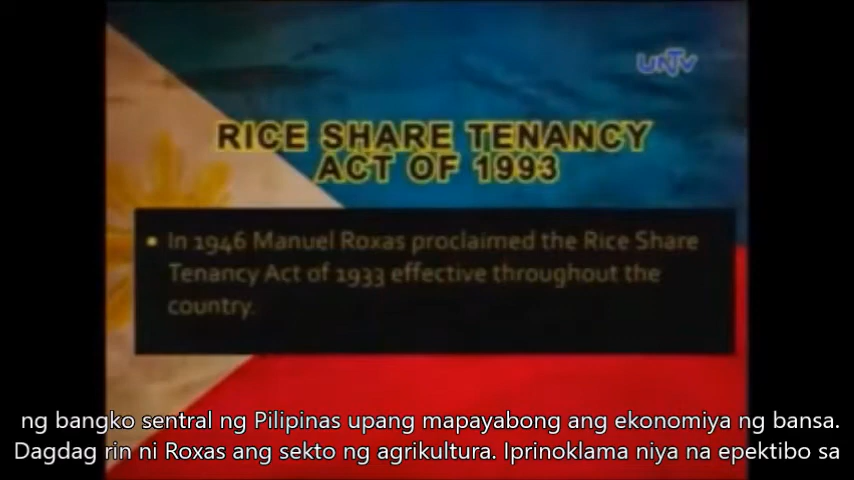 UNTV
RICE SHARE TENANCY
ACT OF 1993
• In 1946 Manuel Roxas proclaimed the Rice Share
Tenancy Act of 1933 effective throughout the
country.
ng bangko sentral ng Pilipinas upang mapayabong ang ekonomiya ng bansa.
Dagdag rin ni Roxas ang sekto ng agrikultura. Iprinoklama niya na epektibo sa